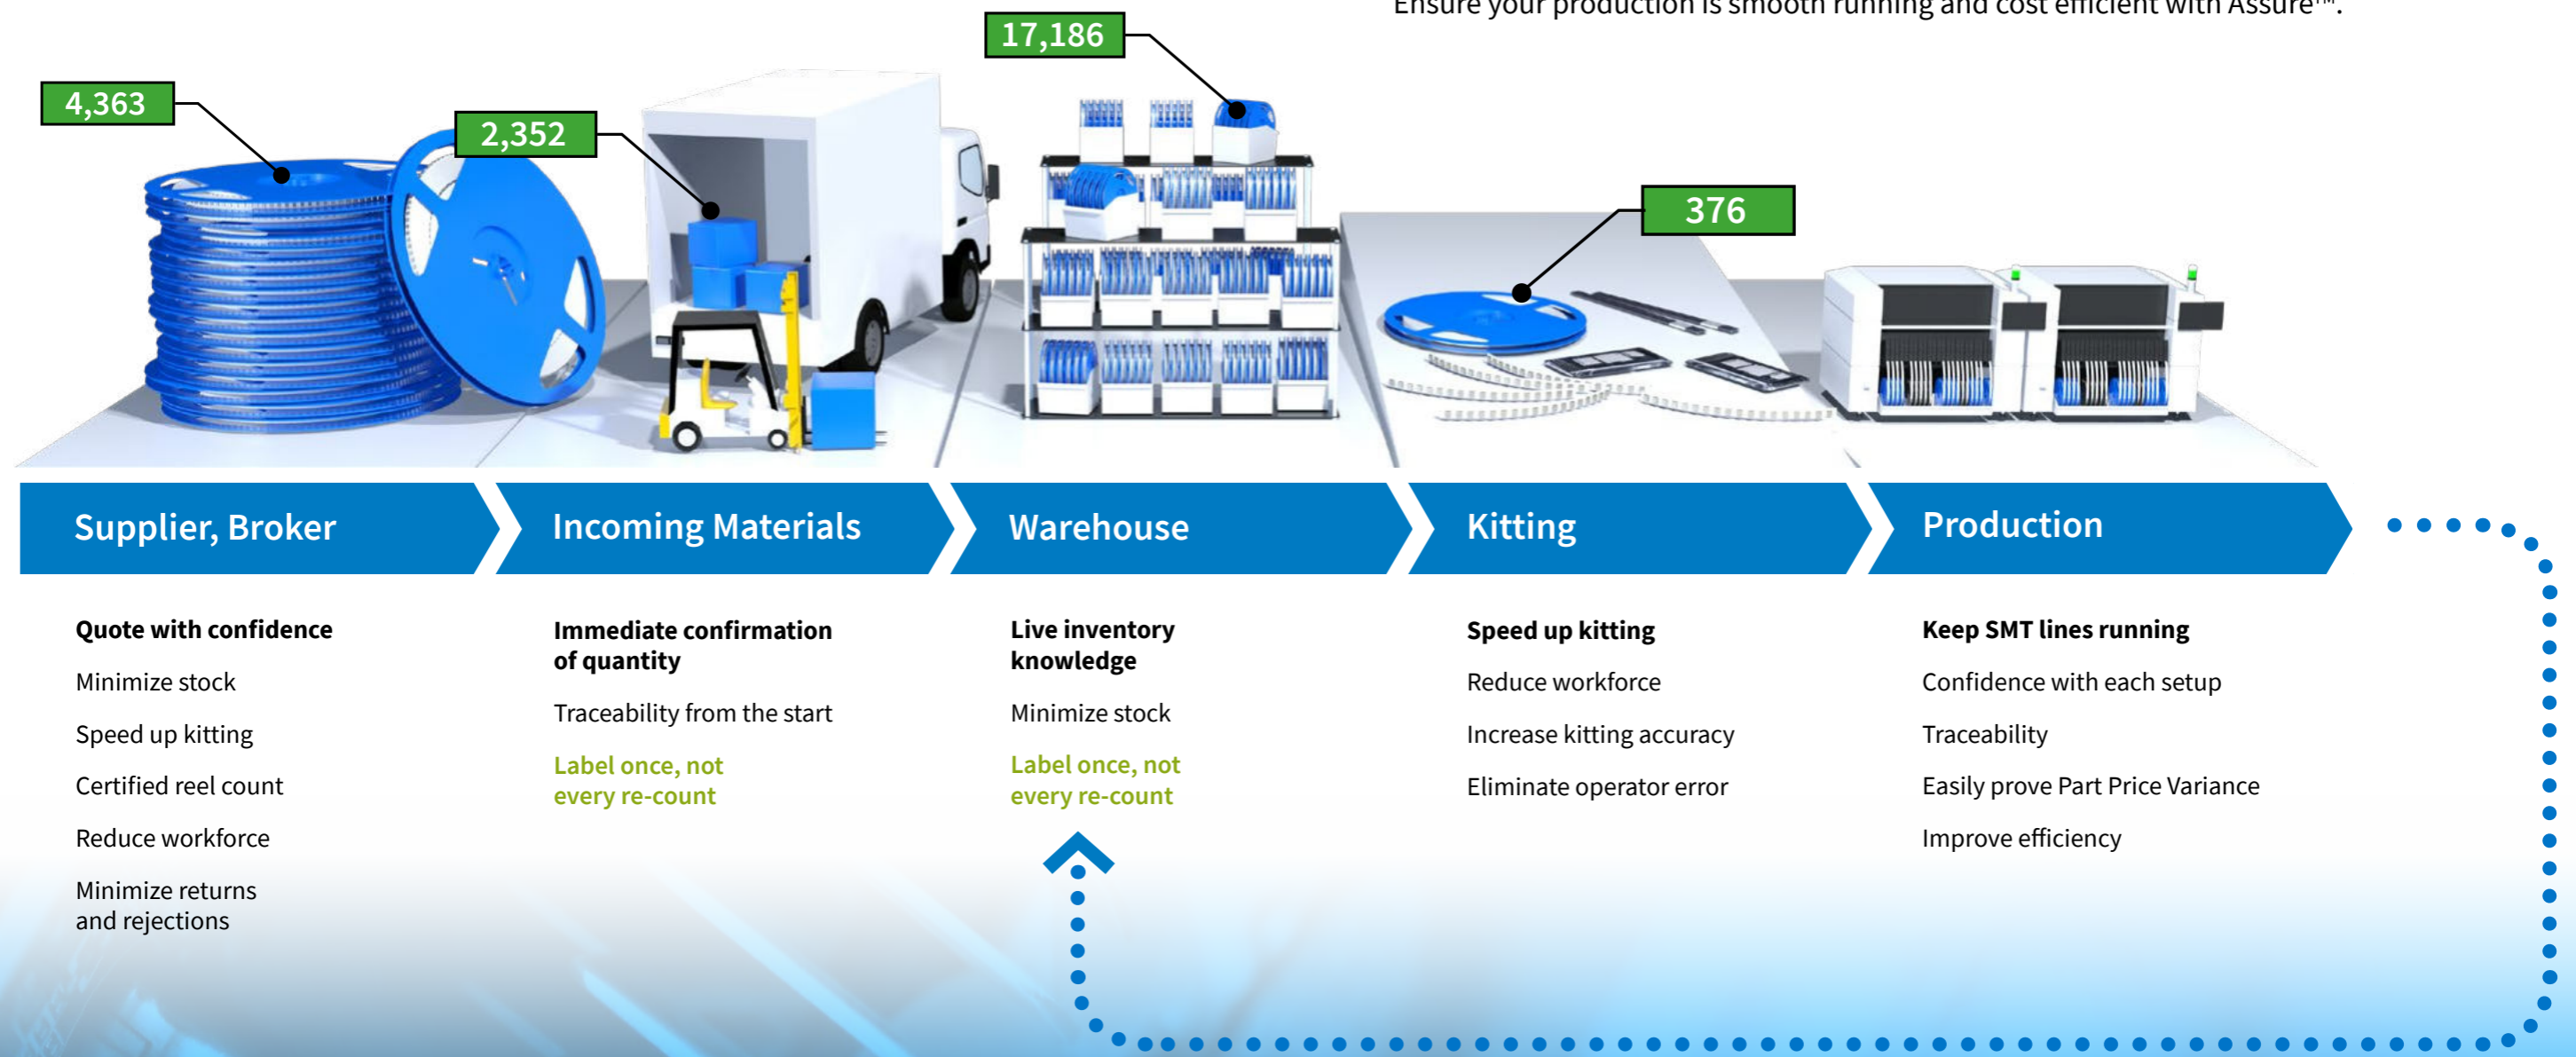 Ensure your production is smooth running and cost efficient with Assure™.
17,186
4,363
2,352
376
Supplier, Broker
Incoming Materials
Warehouse
Kitting
Production
Quote with confidence
Minimize stock
Speed up kitting
Certified reel count
Reduce workforce
Minimize returns
and rejections
Immediate confirmation
of quantity
Traceability from the start
Label once, not
every re-count
Live inventory
knowledge
Minimize stock
Label once, not
every re-count
Speed up kitting
Reduce workforce
Increase kitting accuracy
Eliminate operator error
Keep SMT lines running
Confidence with each setup
Traceability
Easily prove Part Price Variance
Improve efficiency